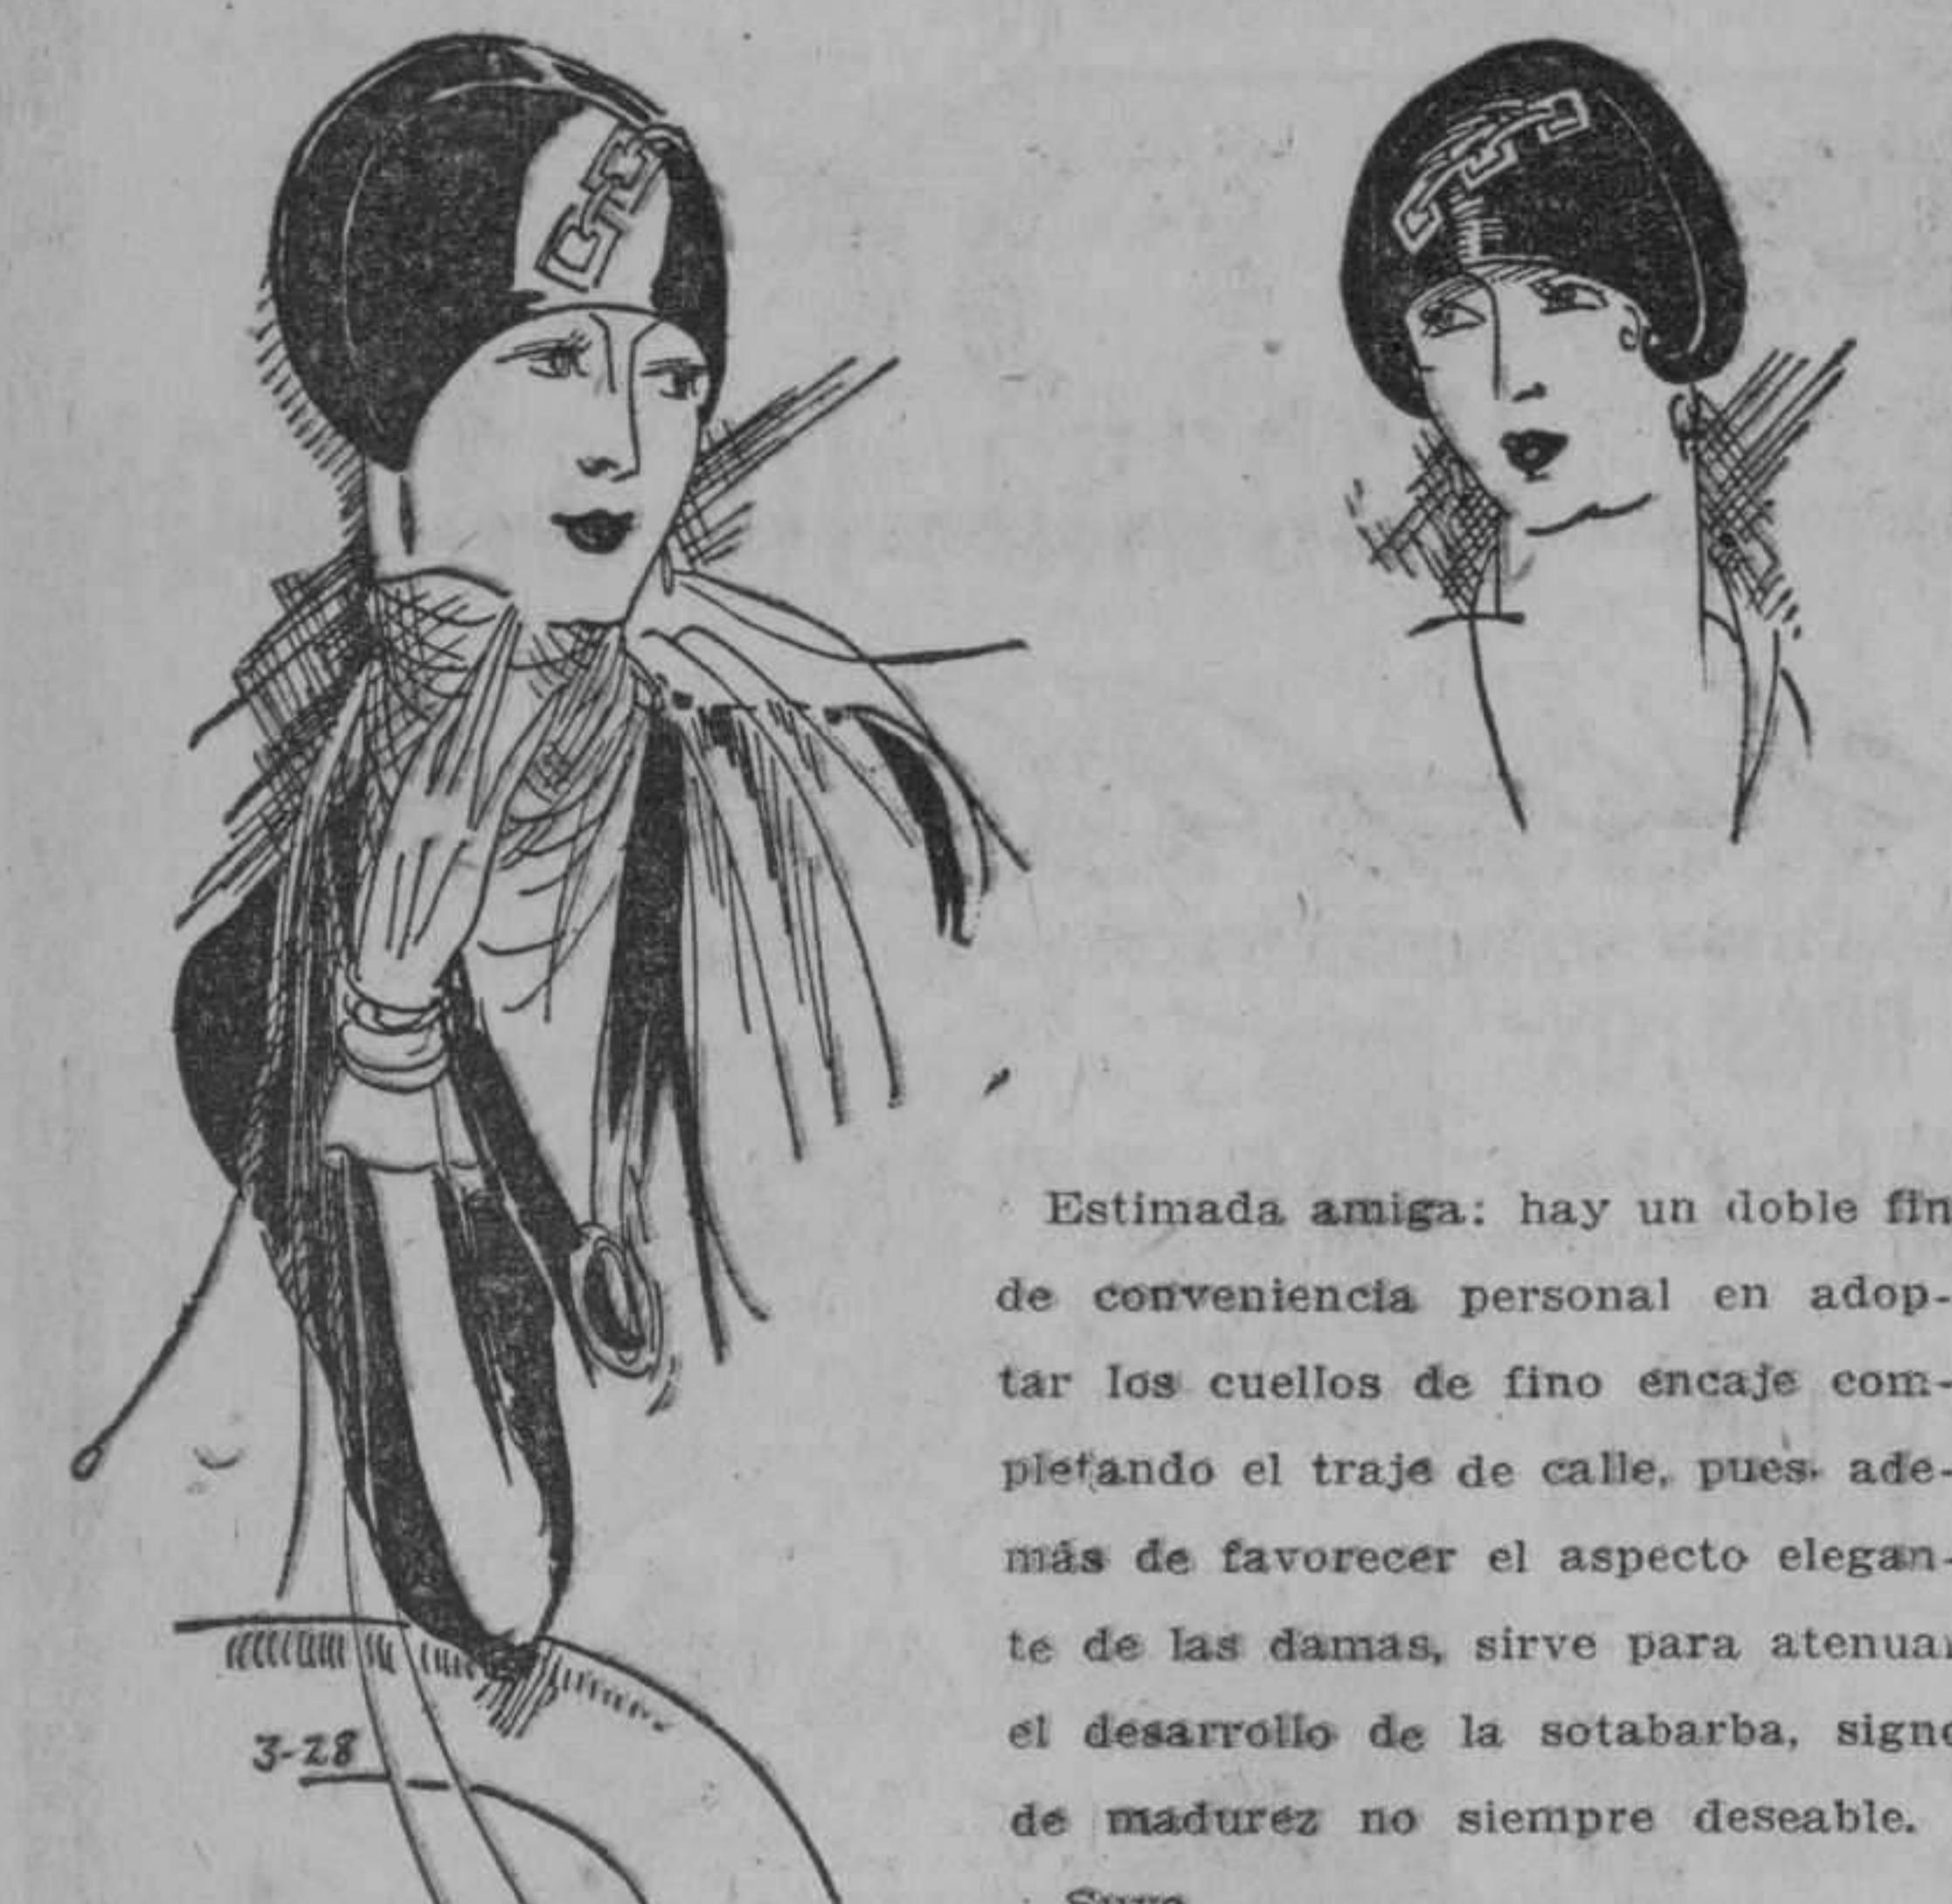 Estimada amiga: hay un doble fin
de conveniencia personal en adop-
tar los cuellos de fino encaje com-
pletando el traje de calle, pues, ade-
más de favorecer el aspecto elegan-
te de las damas, sirve para atenuar
el desarrollo de la sotabarba, signo
de madurez no siempre deseable.
3-28